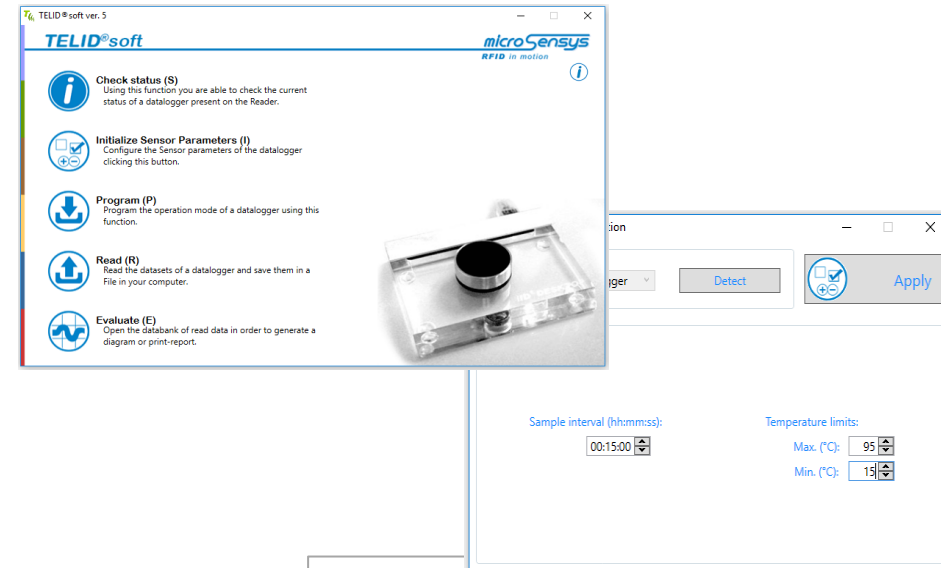 TELID®soft ver. 5
TELID®soft
microSensys
RFID in motion
Check status (S)
Using this function you are able to check the current
status of a datalogger present on the Reader.
Initialize Sensor Parameters (I)
Configure the Sensor parameters of the datalogger
clicking this button.
Program (P)
Program the operation mode of a datalogger using this
function.
Read (R)
Read the datasets of a datalogger and save them in a
File in your computer.
Evaluate (E)
Open the databank of read data in order to generate a
diagram or print-report.
tion
gger
Detect
Apply
Sample interval (hh:mm:ss):
00:15:00
Temperature limits:
Max. (°C): 95
Min. (°C): 15